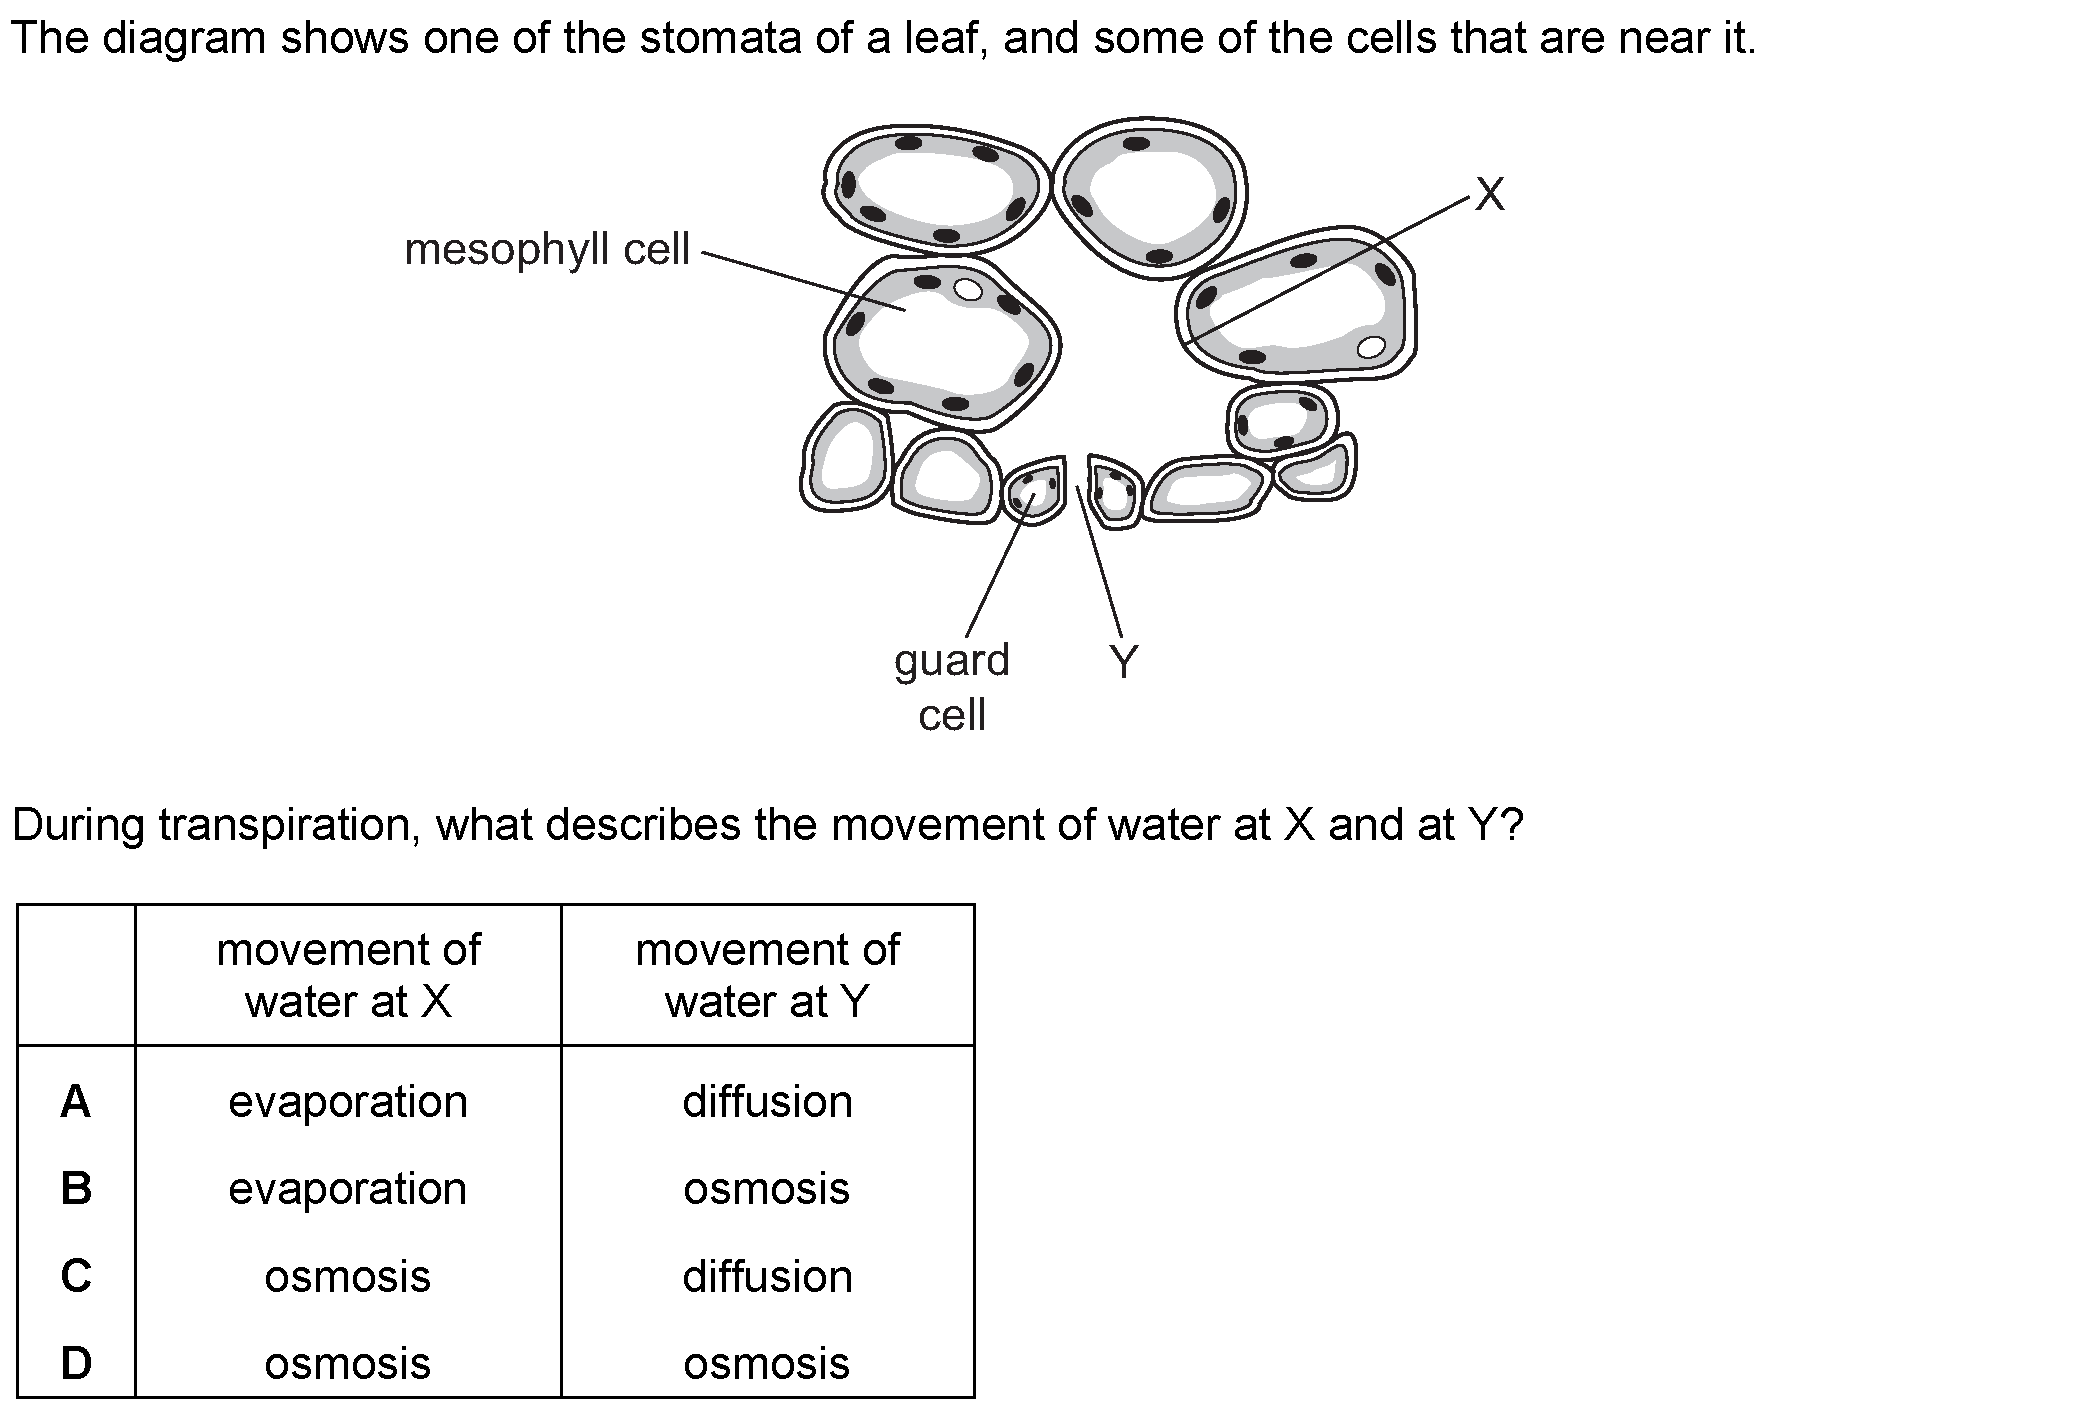 The diagram shows one of the stomata of a leaf, and some of the cells that are near it.
X
mesophyll cell
guard
cell
Y
During transpiration, what describes the movement of water at X and at Y?
movement of
water at X
movement of
water at Y
A evaporation diffusion
B evaporation osmosis
C osmosis diffusion
D osmosis osmosis